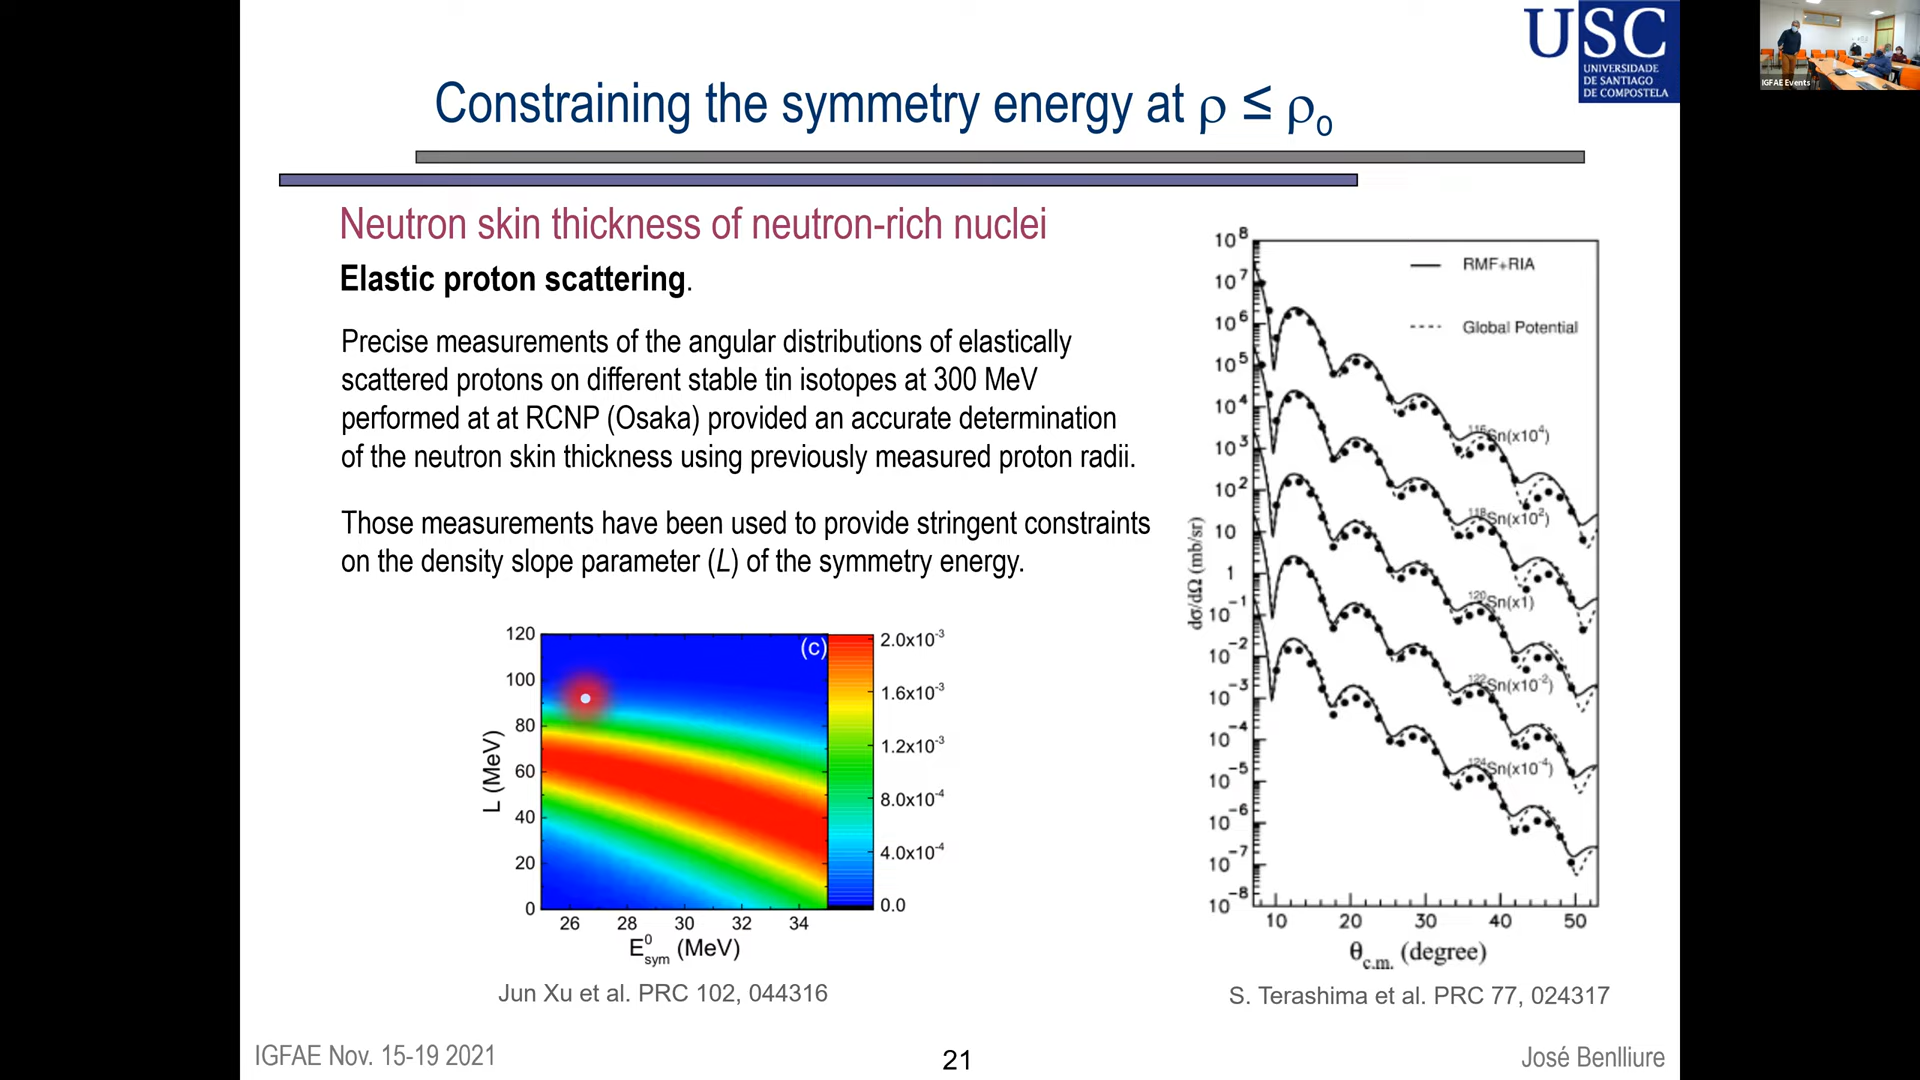 USC
UNIVERSIDADE
DE SANTIAGO
DE COMPOSTELA
IGFAE Events
Constraining the symmetry energy at ρ ≤ ρ₀
Neutron skin thickness of neutron-rich nuclei
Elastic proton scattering.
Precise measurements of the angular distributions of elastically
scattered protons on different stable tin isotopes at 300 MeV
performed at at RCNP (Osaka) provided an accurate determination
of the neutron skin thickness using previously measured proton radii.
Those measurements have been used to provide stringent constraints
on the density slope parameter (L) of the symmetry energy.
(c)
120
100
80
60
40
20
0
L (MeV)
26 28 30 32 34
E⁰sym (MeV)
2.0x10⁻³
1.6x10⁻³
1.2x10⁻³
8.0x10⁻⁴
4.0x10⁻⁴
0.0
Jun Xu et al. PRC 102, 044316
RMF+RIA
Global Potential
10⁸
10⁷
10⁶
10⁵
10⁴
10³
10²
10
1
10⁻¹
10⁻²
10⁻³
10⁻⁴
10⁻⁵
10⁻⁶
10⁻⁷
10⁻⁸
dσ/dΩ (mb/sr)
¹¹⁶Sn(x10⁴)
¹¹⁸Sn(x10²)
¹²⁰Sn(x1)
¹²²Sn(x10⁻²)
¹²⁴Sn(x10⁻⁴)
10 20 30 40 50
θc.m. (degree)
S. Terashima et al. PRC 77, 024317
IGFAE Nov. 15-19 2021
21
José Benlliure